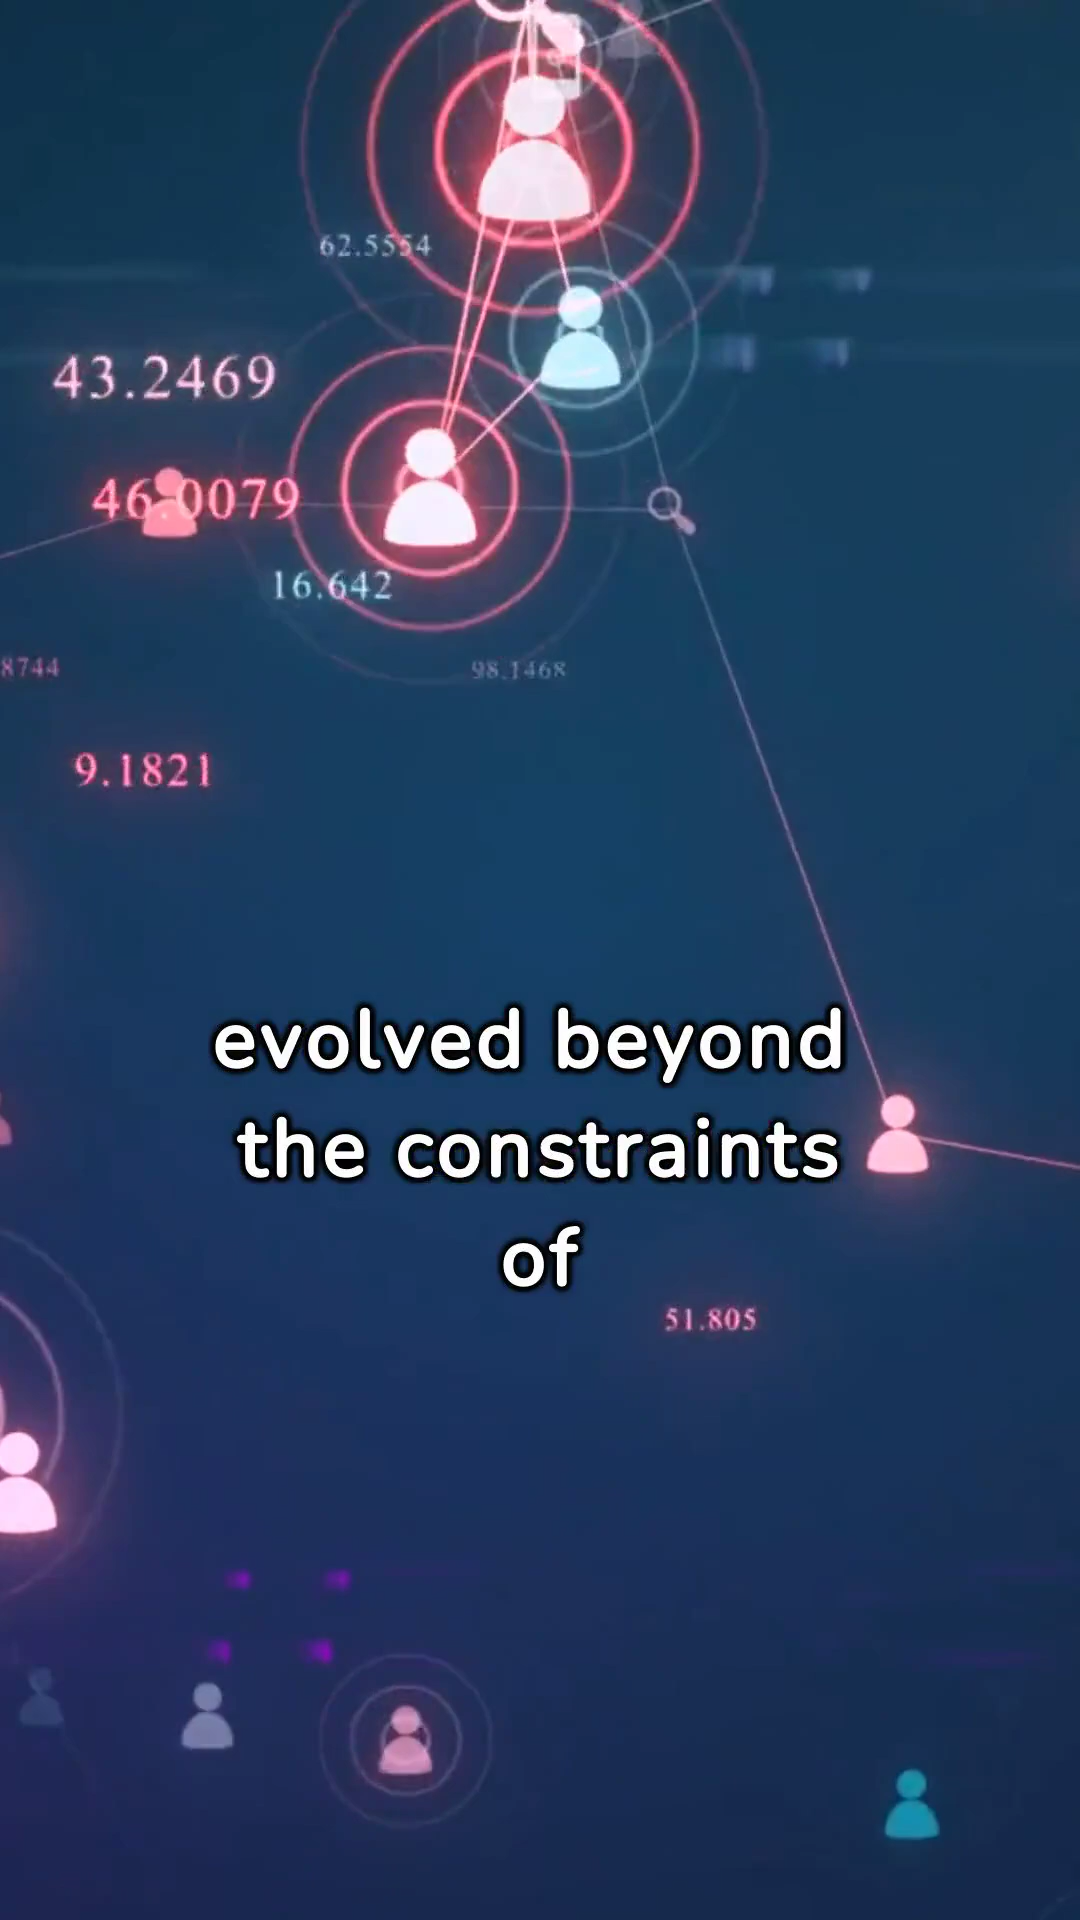 62.5554
43.2469
46.0079
16.642
8744
98.1468
9.1821
evolved beyond
the constraints
of
51.805